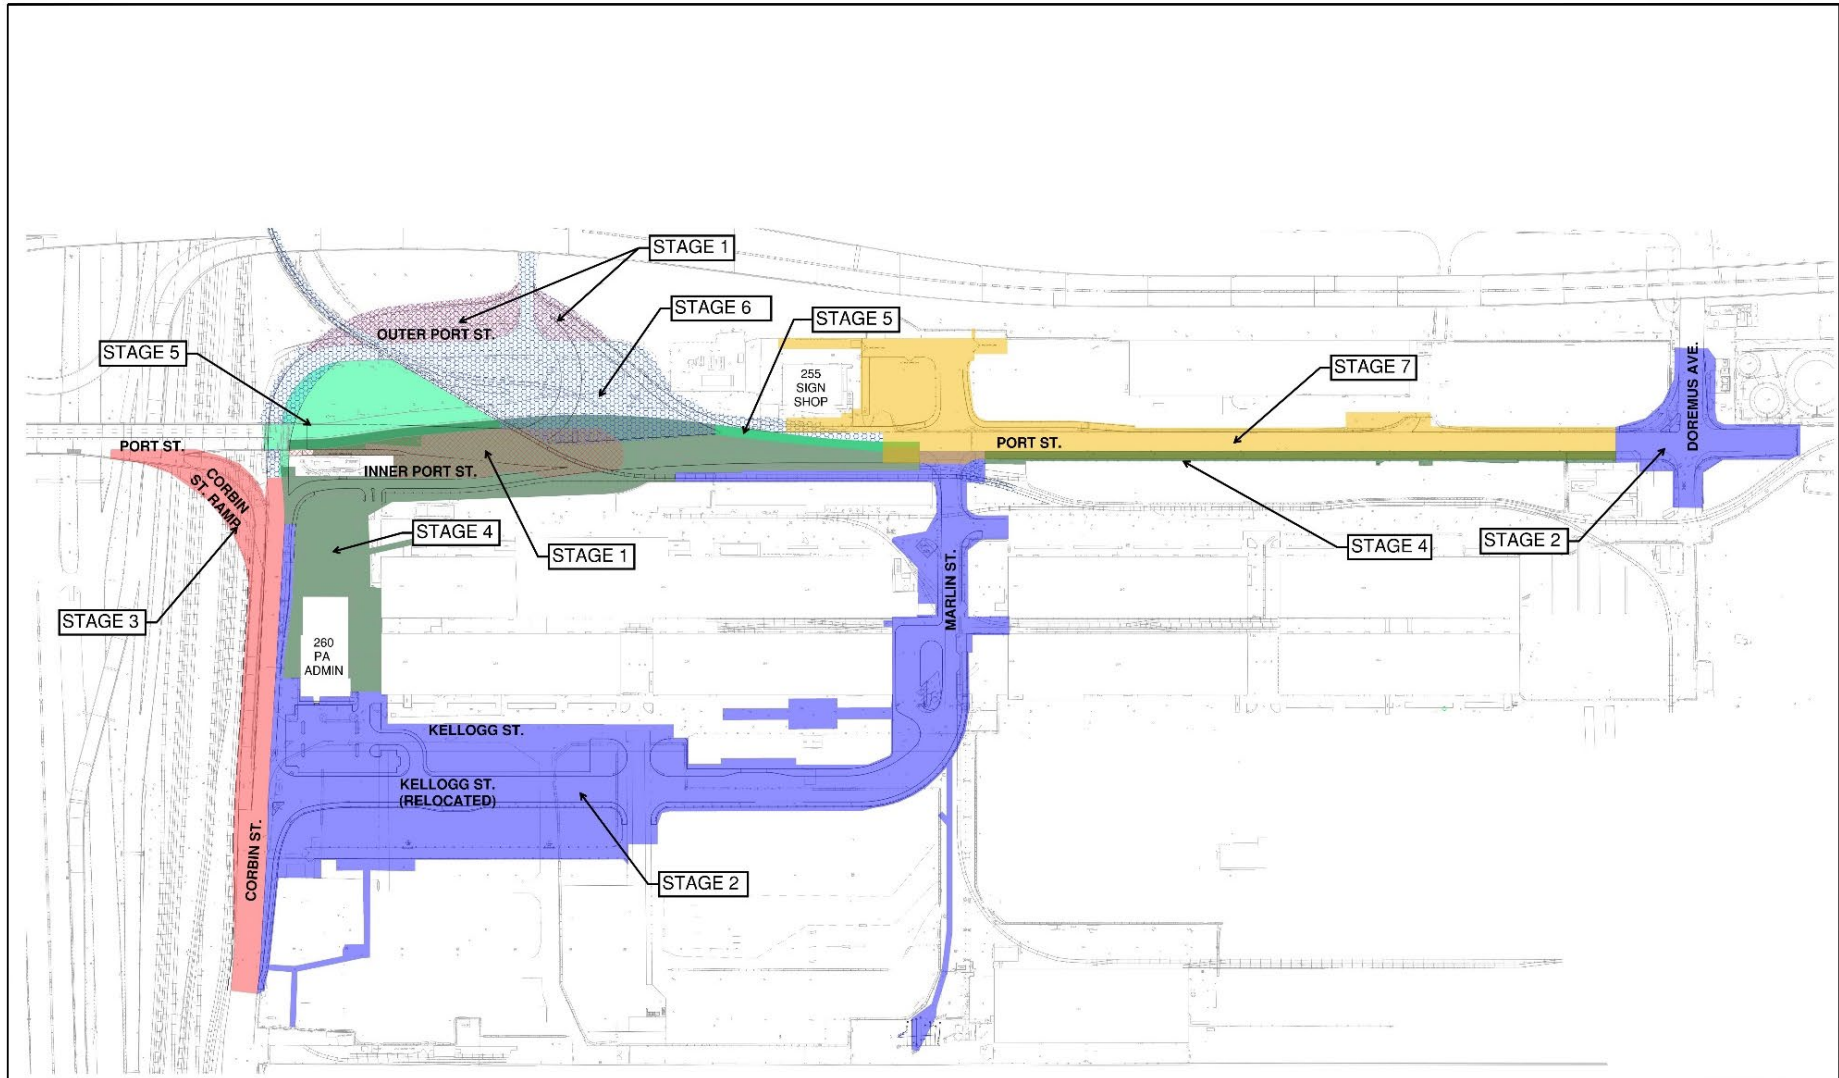 STAGE 1
STAGE 6
STAGE 5
OUTER PORT ST.
STAGE 5
255
SIGN
SHOP
STAGE 7
DOREMUS AVE.
PORT ST.
PORT ST.
INNER PORT ST.
CORBIN
ST. RAMP
STAGE 4
STAGE 1
STAGE 4
STAGE 2
MARLIN ST.
STAGE 3
260
PA
ADMIN
KELLOGG ST.
KELLOGG ST.
(RELOCATED)
CORBIN ST.
STAGE 2